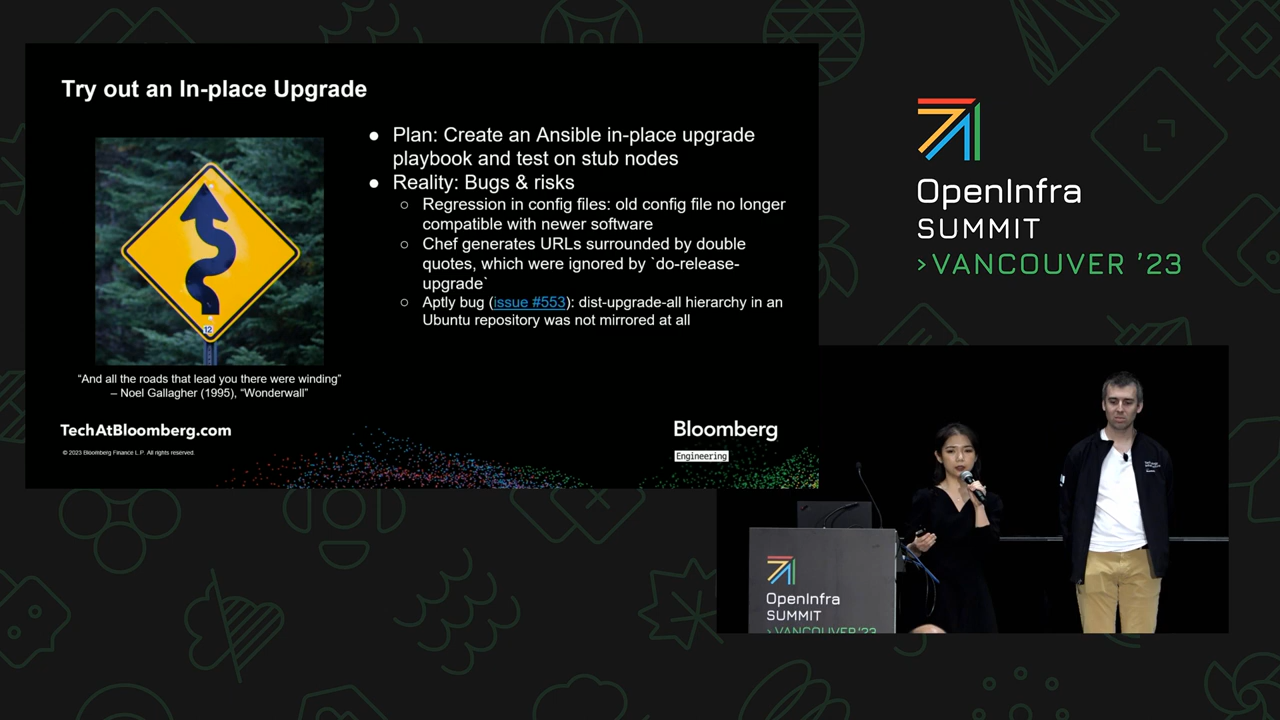 Try out an In-place Upgrade
● Plan: Create an Ansible in-place upgrade
playbook and test on stub nodes
● Reality: Bugs & risks
○ Regression in config files: old config file no longer
compatible with newer software
○ Chef generates URLs surrounded by double
quotes, which were ignored by `do-release-
upgrade`
○ Aptly bug (issue #553): dist-upgrade-all hierarchy in an
Ubuntu repository was not mirrored at all
12
“And all the roads that lead you there were winding”
– Noel Gallagher (1995), “Wonderwall”
TechAtBloomberg.com
© 2023 Bloomberg Finance L.P. All rights reserved.
Bloomberg
Engineering
OpenInfra
SUMMIT
>VANCOUVER ’23
OpenInfra
SUMMIT
>VANCOUVER ’23